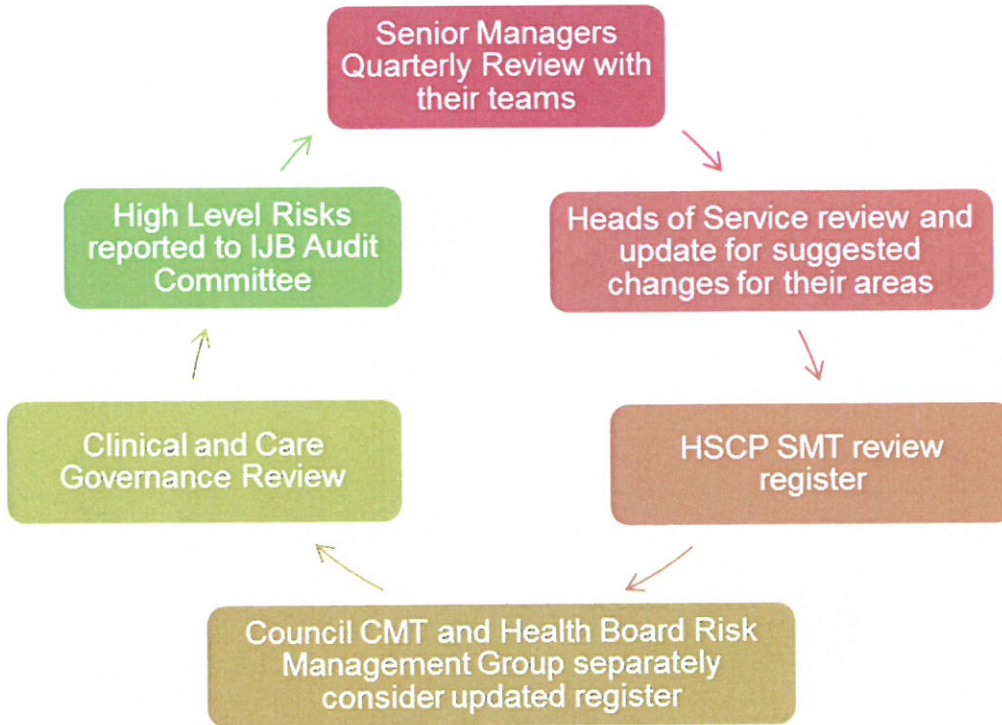 Senior Managers
Quarterly Review with
their teams
Heads of Service review and
update for suggested
changes for their areas
HSCP SMT review
register
Council CMT and Health Board Risk
Management Group separately
consider updated register
Clinical and Care
Governance Review
High Level Risks
reported to IJB Audit
Committee